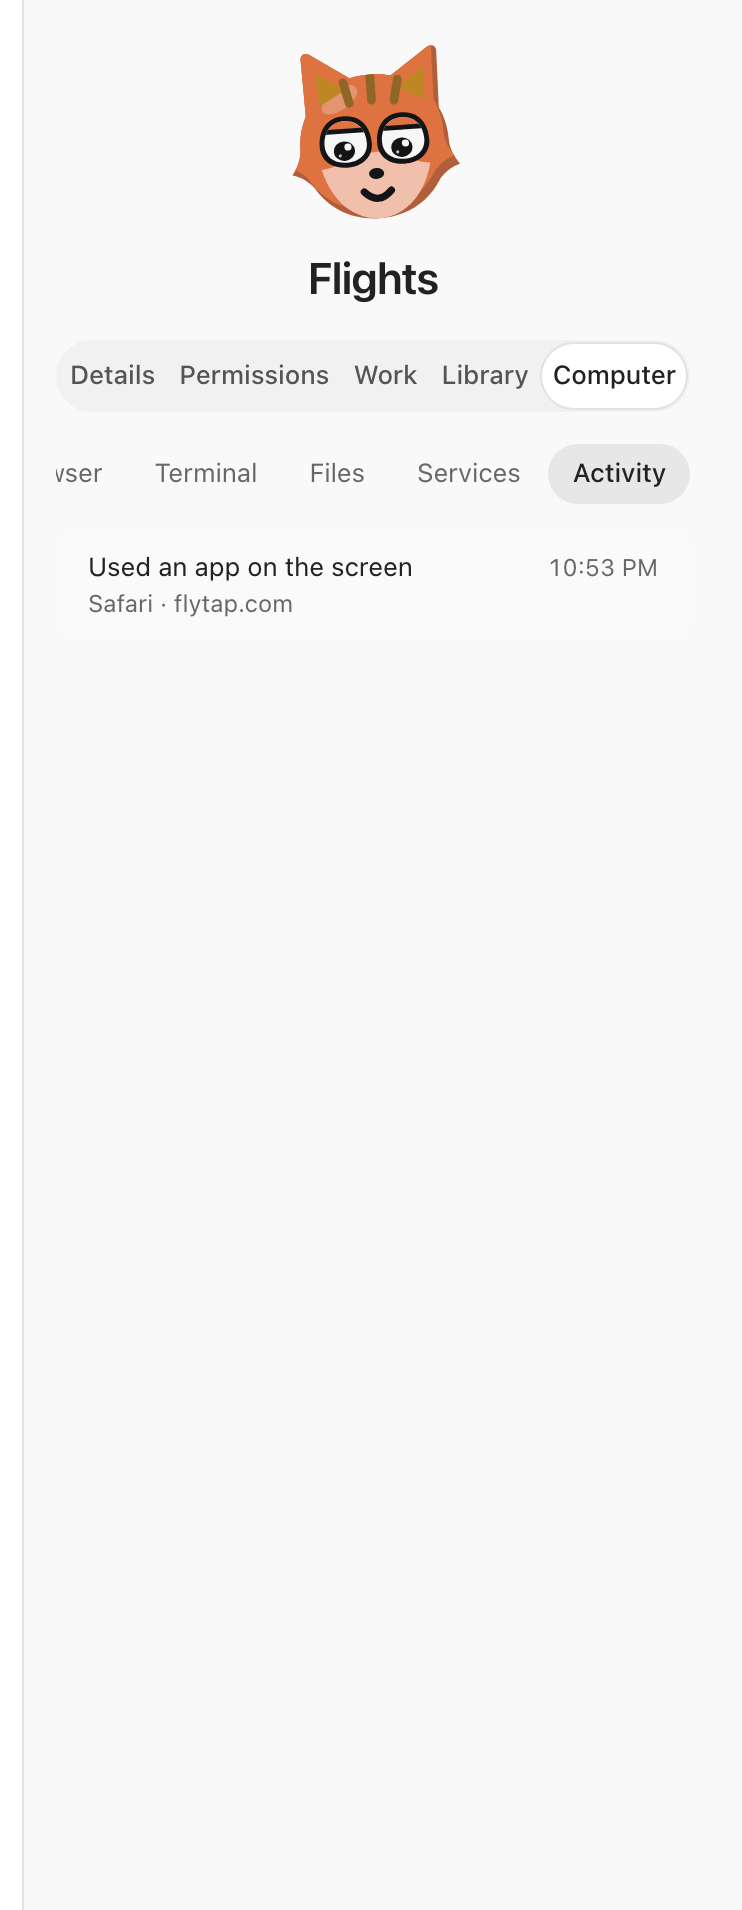 Flights
Details Permissions Work Library Computer
wser Terminal Files Services Activity
Used an app on the screen 10:53 PM
Safari · flytap.com